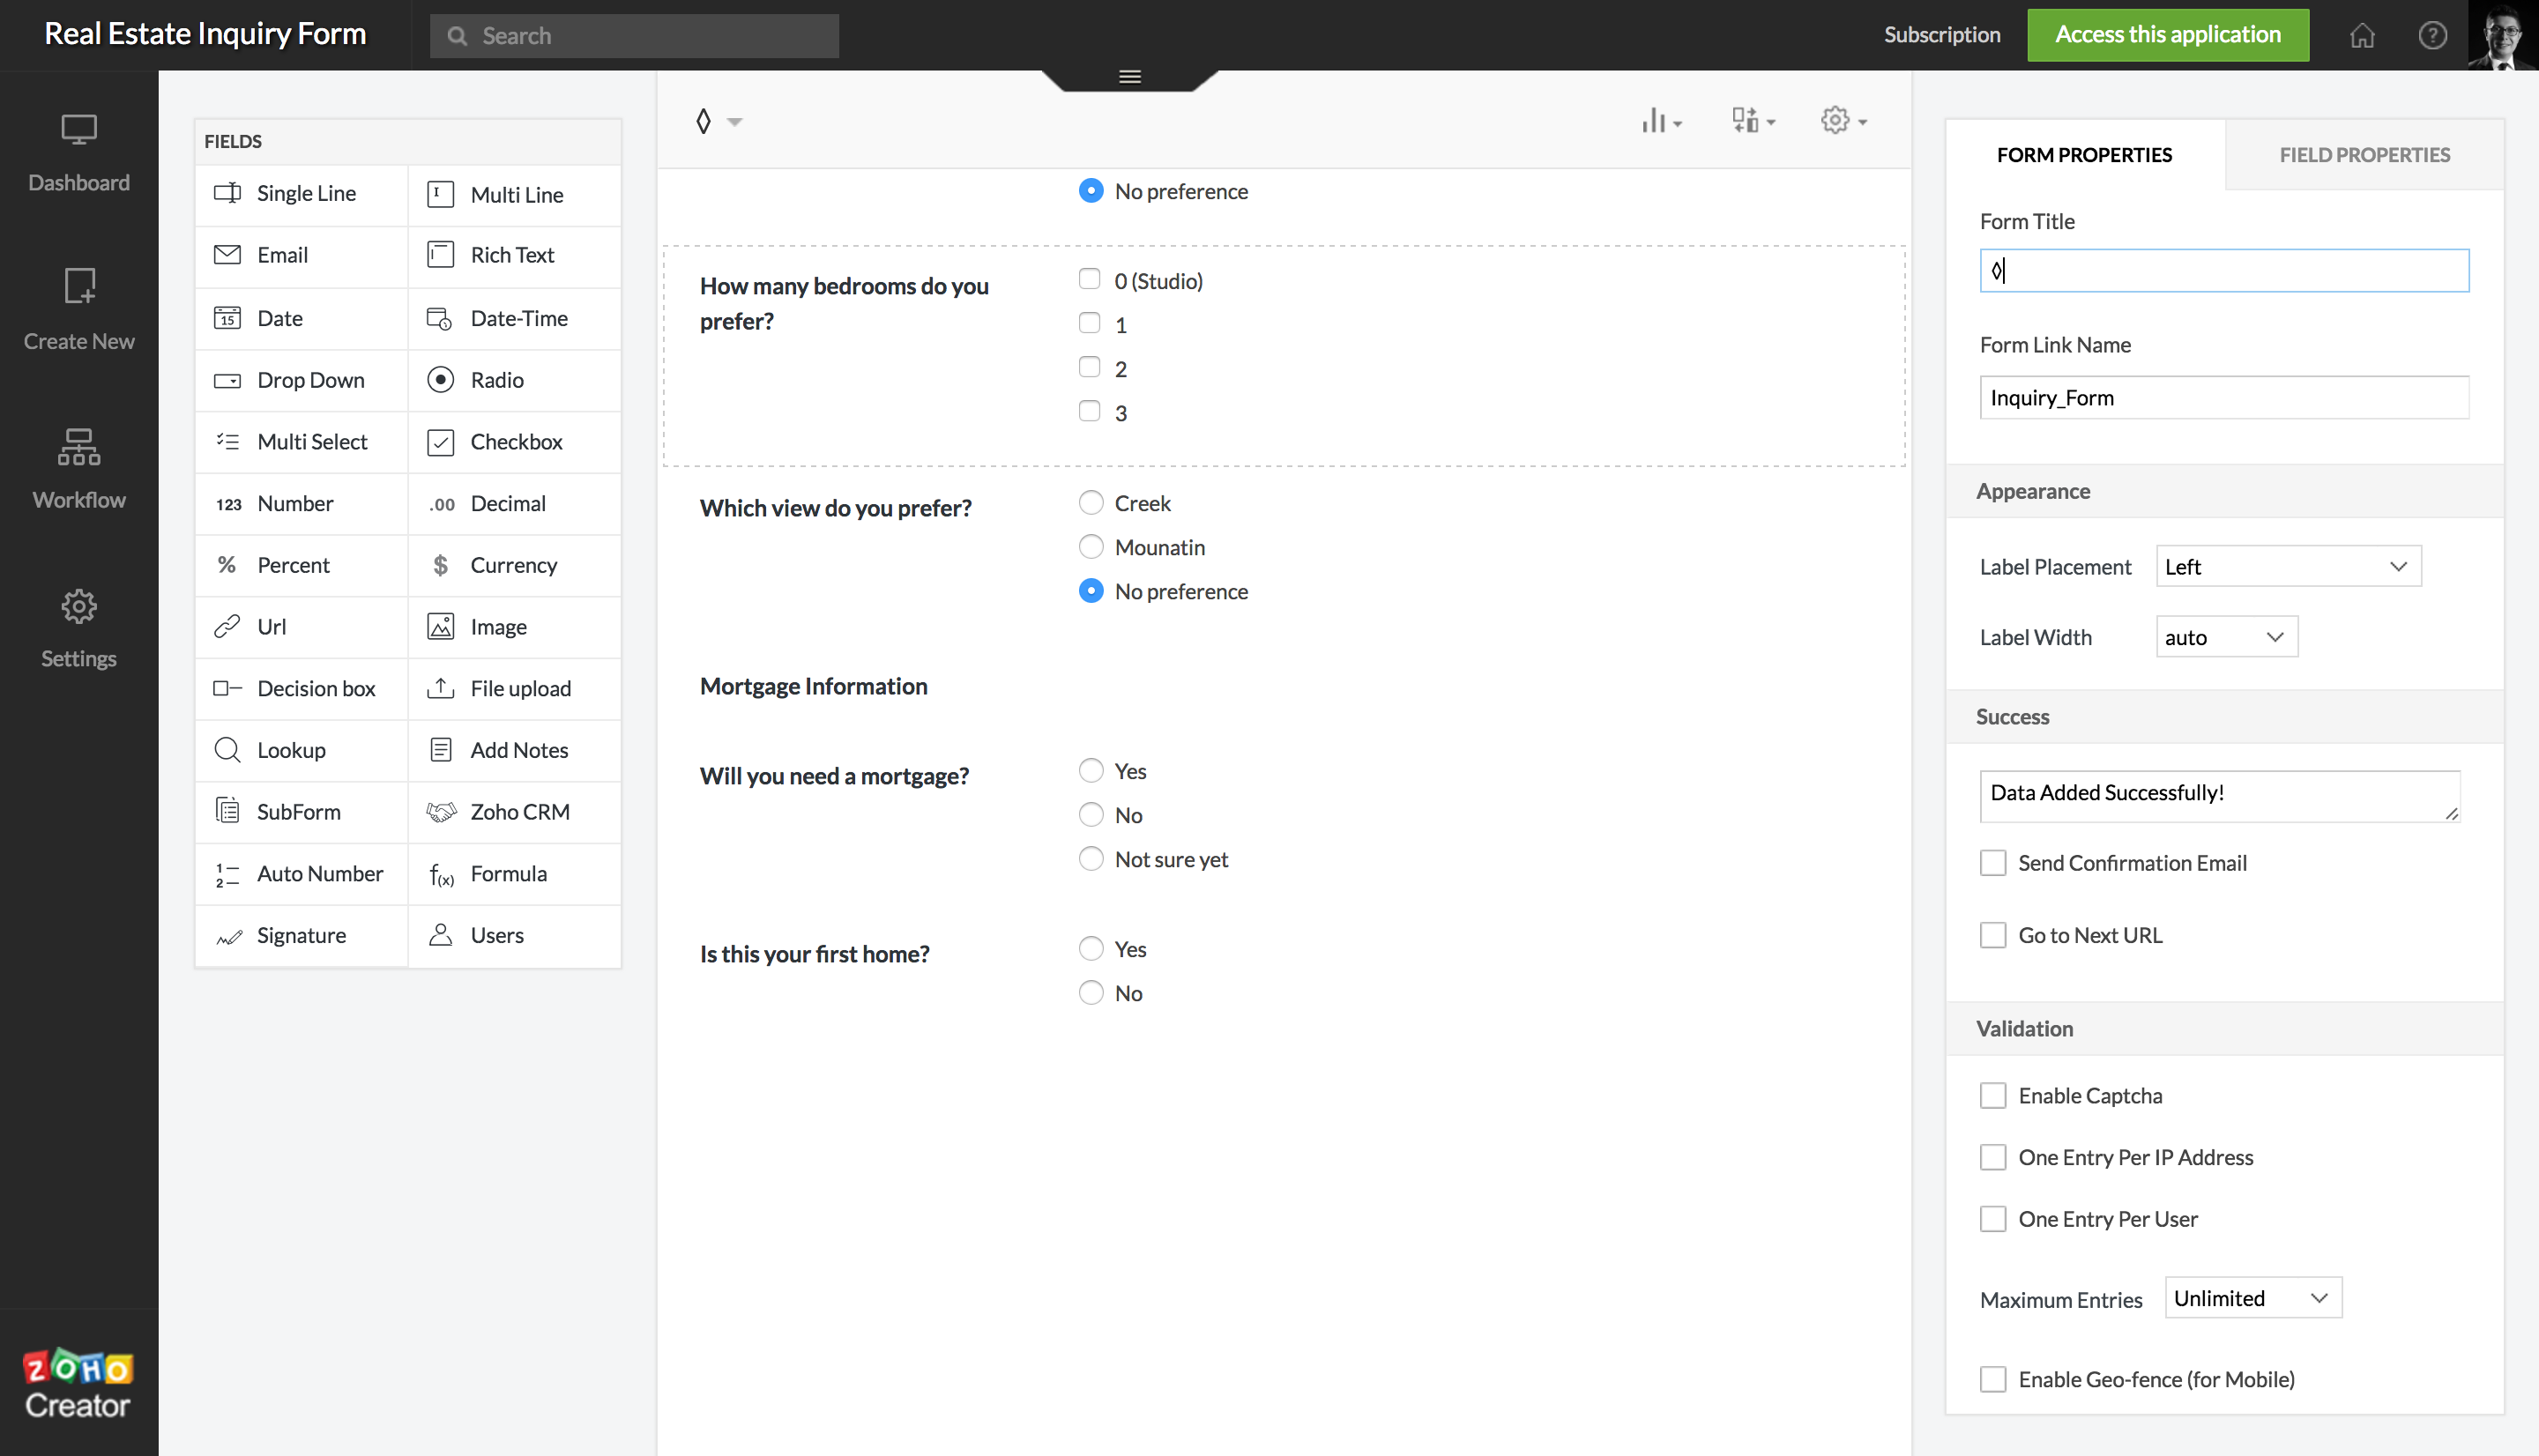 Real Estate Inquiry Form
Search
Subscription
Access this application
?
Dashboard
Create New
Workflow
Settings
ZOHO
Creator
FIELDS
Single Line
Multi Line
Email
Rich Text
15 Date
Date-Time
Drop Down
Radio
Multi Select
Checkbox
123 Number
.00 Decimal
% Percent
$ Currency
Url
Image
Decision box
File upload
Lookup
Add Notes
SubForm
Zoho CRM
1 2 Auto Number
f(x) Formula
Signature
Users
◊
No preference
How many bedrooms do you
prefer?
0 (Studio)
1
2
3
Which view do you prefer?
Creek
Mounatin
No preference
Mortgage Information
Will you need a mortgage?
Yes
No
Not sure yet
Is this your first home?
Yes
No
FORM PROPERTIES
FIELD PROPERTIES
Form Title
◊
Form Link Name
Inquiry_Form
Appearance
Label Placement Left
Label Width auto
Success
Data Added Successfully!
Send Confirmation Email
Go to Next URL
Validation
Enable Captcha
One Entry Per IP Address
One Entry Per User
Maximum Entries Unlimited
Enable Geo-fence (for Mobile)